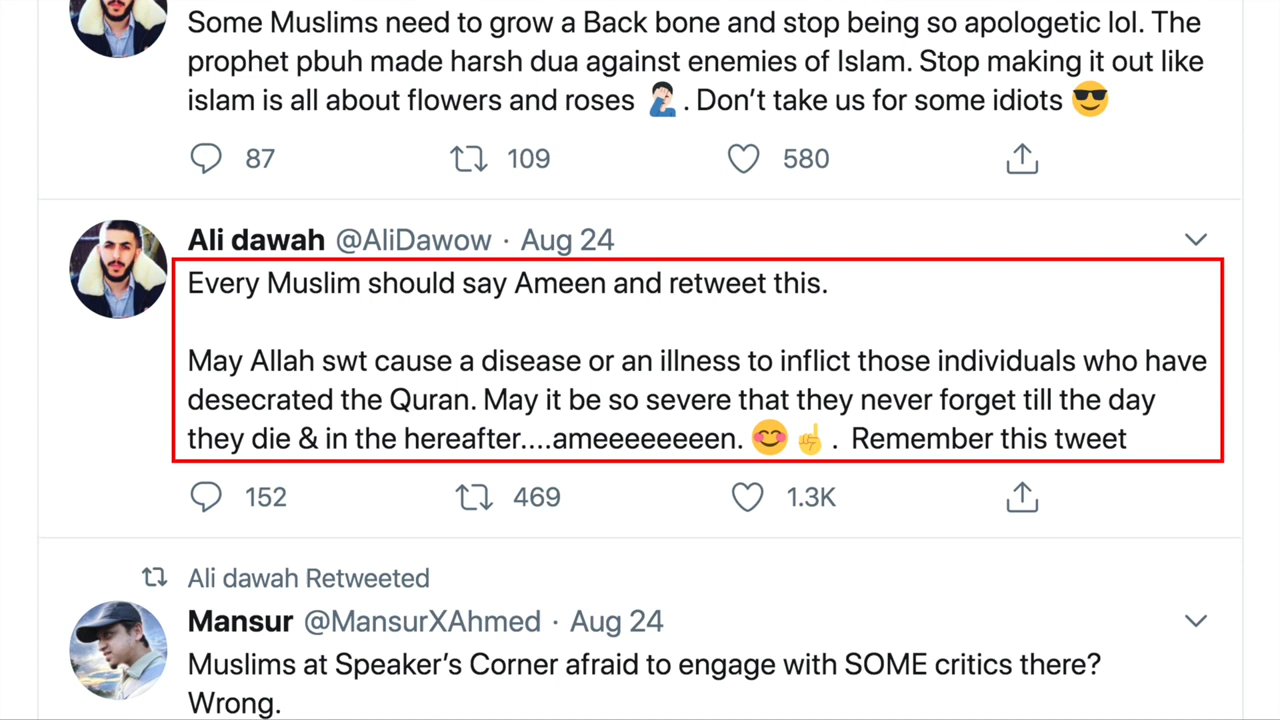 Some Muslims need to grow a Back bone and stop being so apologetic lol. The
prophet pbuh made harsh dua against enemies of Islam. Stop making it out like
islam is all about flowers and roses 🤦🏻‍♂️. Don’t take us for some idiots 😎
87 109 580
Ali dawah @AliDawow · Aug 24
Every Muslim should say Ameen and retweet this.
May Allah swt cause a disease or an illness to inflict those individuals who have
desecrated the Quran. May it be so severe that they never forget till the day
they die & in the hereafter....ameeeeeeeen. 😊☝️. Remember this tweet
152 469 1.3K
Ali dawah Retweeted
Mansur @MansurXAhmed · Aug 24
Muslims at Speaker’s Corner afraid to engage with SOME critics there?
Wrong.